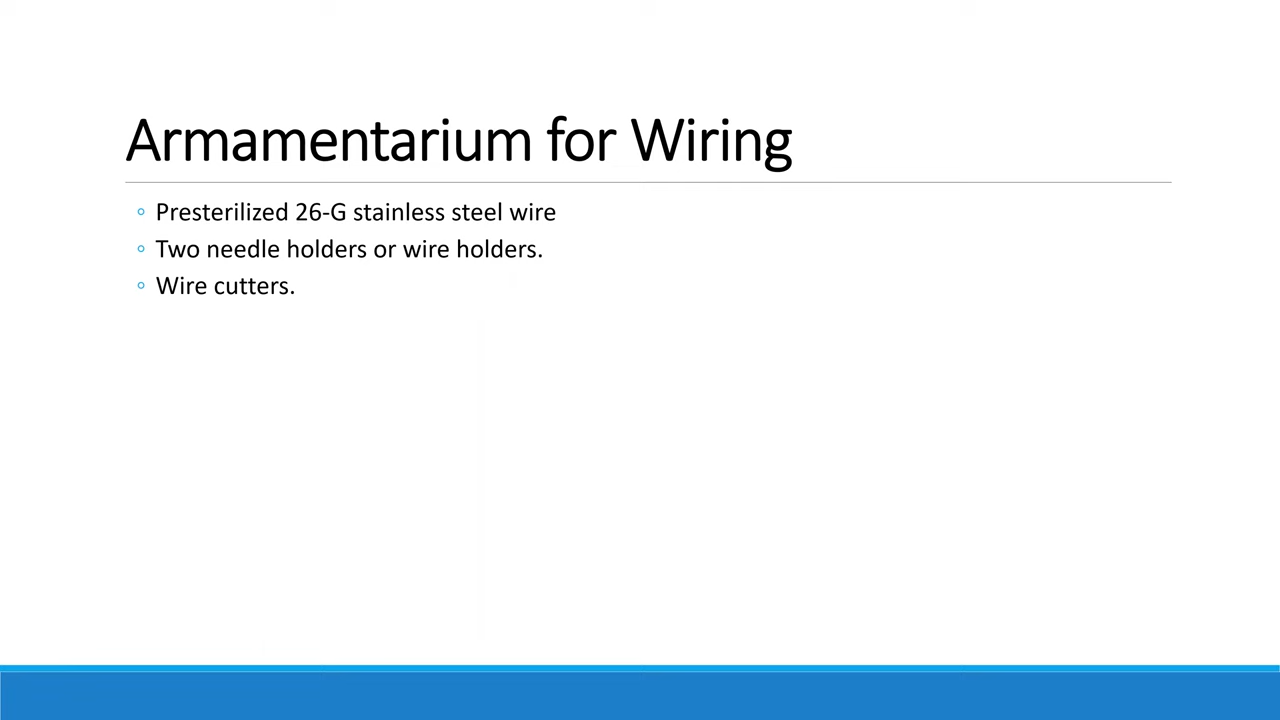 Armamentarium for Wiring
◦ Presterilized 26-G stainless steel wire
◦ Two needle holders or wire holders.
◦ Wire cutters.